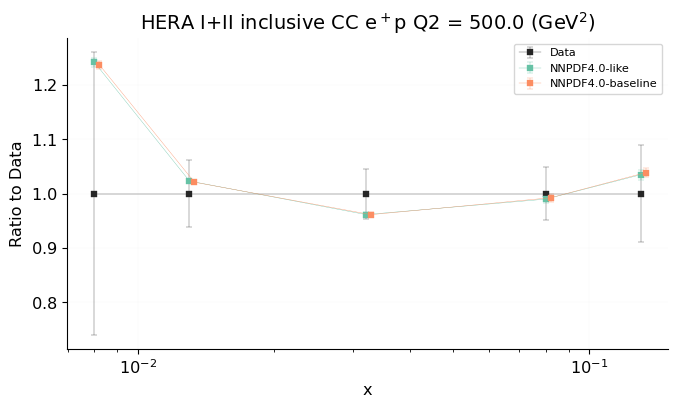 HERA I+II inclusive CC e⁺p Q2 = 500.0 (GeV²)
Data
NNPDF4.0-like
NNPDF4.0-baseline
Ratio to Data
1.2
1.1
1.0
0.9
0.8
10⁻² 10⁻¹
x